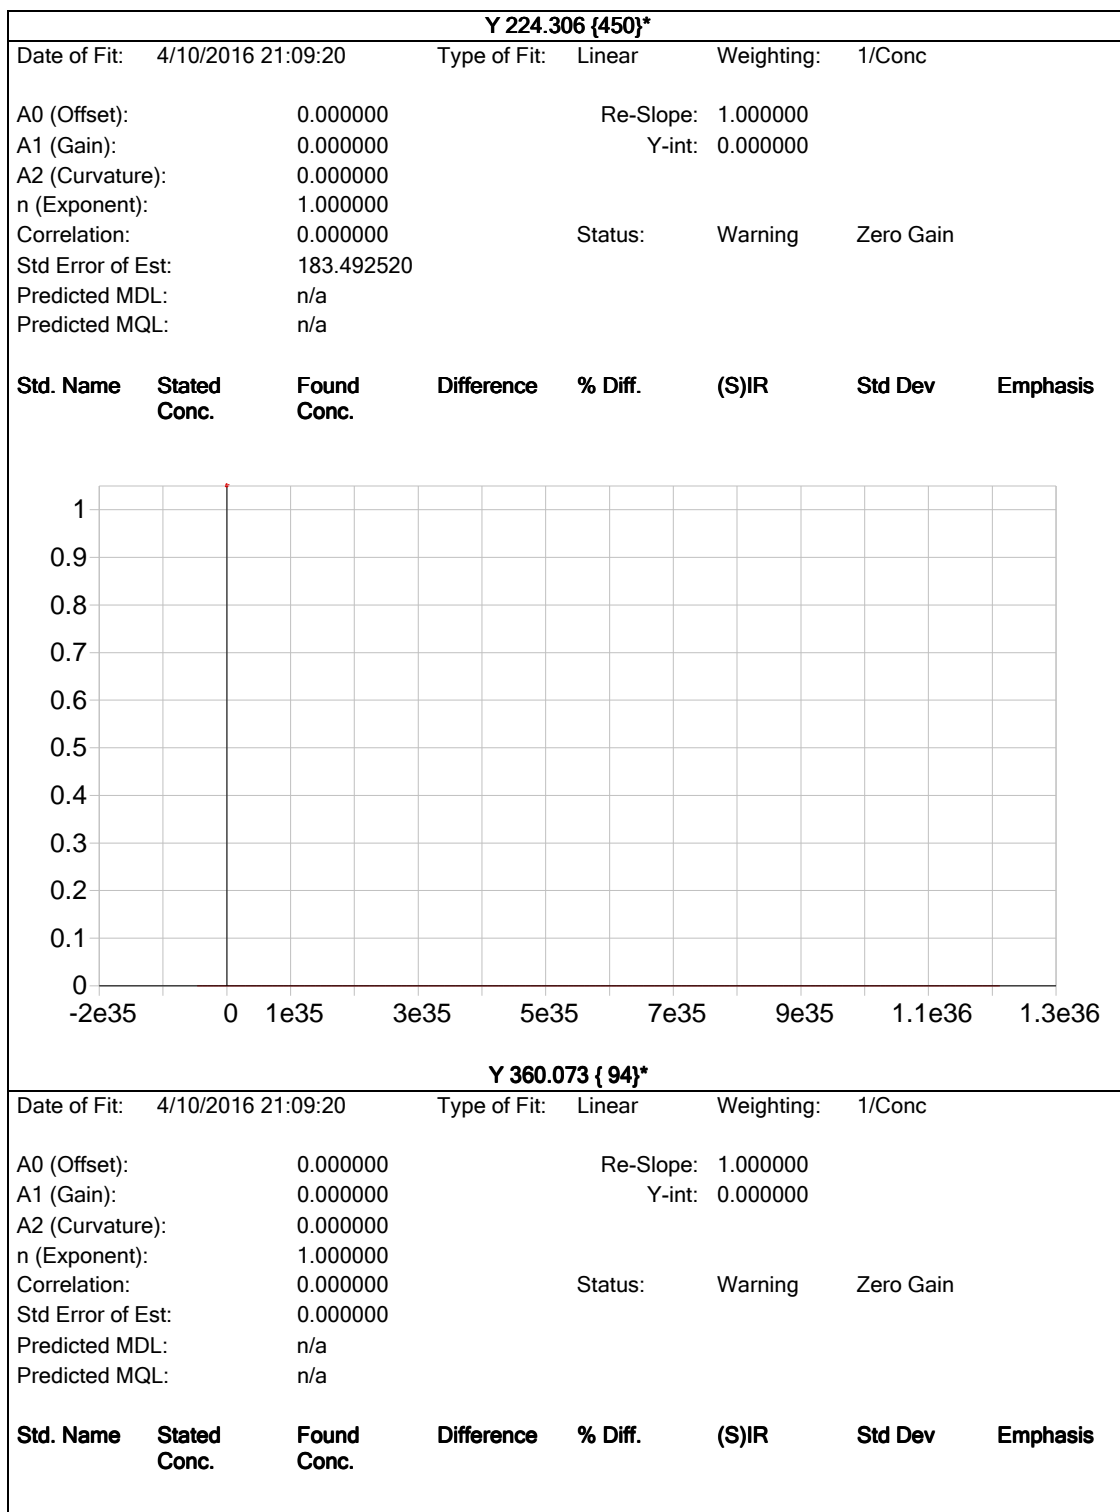 Y 224.306 {450}*
Date of Fit: 4/10/2016 21:09:20 Type of Fit: Linear Weighting: 1/Conc
A0 (Offset): 0.000000 Re-Slope: 1.000000
A1 (Gain): 0.000000 Y-int: 0.000000
A2 (Curvature): 0.000000
n (Exponent): 1.000000
Correlation: 0.000000 Status: Warning Zero Gain
Std Error of Est: 183.492520
Predicted MDL: n/a
Predicted MQL: n/a
Std. Name Stated Found Difference % Diff. (S)IR Std Dev Emphasis
Conc. Conc.
1
0.9
0.8
0.7
0.6
0.5
0.4
0.3
0.2
0.1
0
-2e35 0 1e35 3e35 5e35 7e35 9e35 1.1e36 1.3e36
Y 360.073 { 94}*
Date of Fit: 4/10/2016 21:09:20 Type of Fit: Linear Weighting: 1/Conc
A0 (Offset): 0.000000 Re-Slope: 1.000000
A1 (Gain): 0.000000 Y-int: 0.000000
A2 (Curvature): 0.000000
n (Exponent): 1.000000
Correlation: 0.000000 Status: Warning Zero Gain
Std Error of Est: 0.000000
Predicted MDL: n/a
Predicted MQL: n/a
Std. Name Stated Found Difference % Diff. (S)IR Std Dev Emphasis
Conc. Conc.